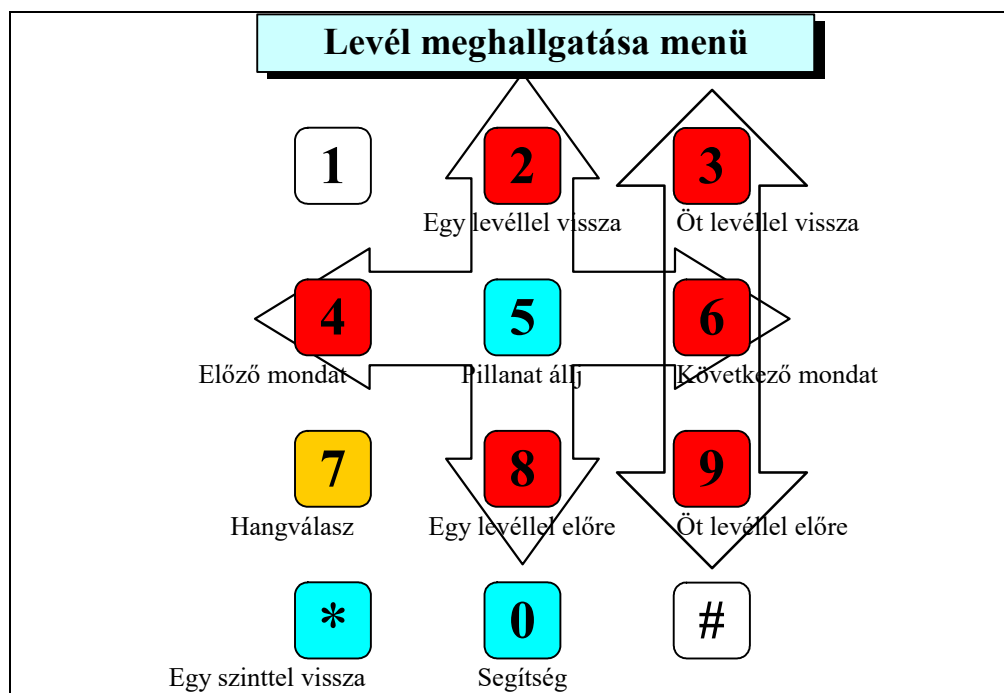 Levél meghallgatása menü
1 2 3
Egy levéllel vissza Öt levéllel vissza
4 5 6
Előző mondat Pillanat állj Következő mondat
7 8 9
Hangválasz Egy levéllel előre Öt levéllel előre
* 0 #
Egy szinttel vissza Segítség